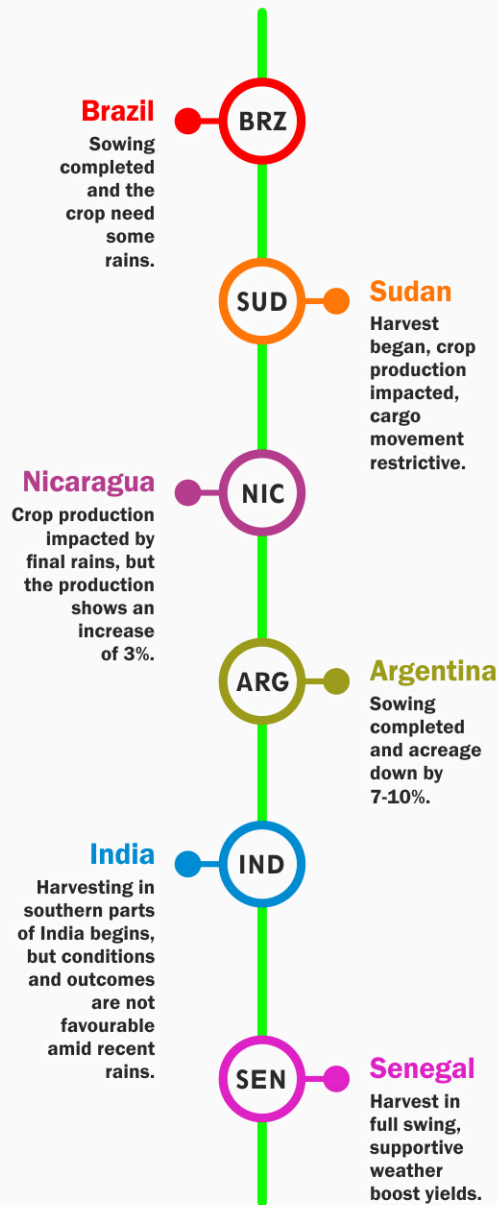 BRZ
Brazil
Sowing
completed
and the
crop need
some
rains.
SUD
Sudan
Harvest
began, crop
production
impacted,
cargo
movement
restrictive.
NIC
Nicaragua
Crop production
impacted by
final rains, but
the production
shows an
increase
of 3%.
ARG
Argentina
Sowing
completed
and acreage
down by
7-10%.
IND
India
Harvesting in
southern parts
of India begins,
but conditions
and outcomes
are not
favourable
amid recent
rains.
SEN
Senegal
Harvest in
full swing,
supportive
weather
boost yields.